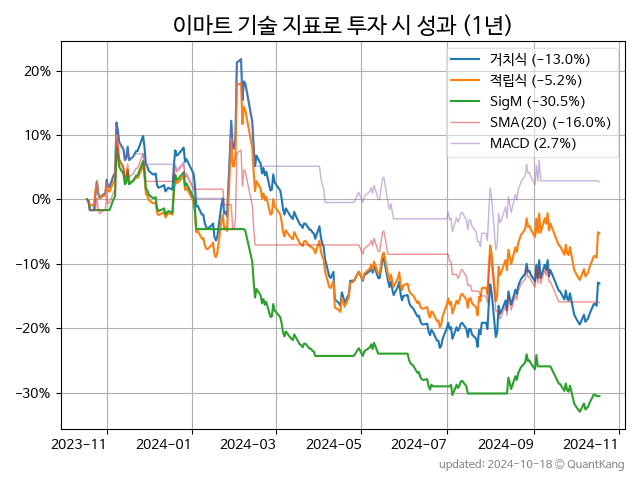 이마트 기술 지표로 투자 시 성과 (1년)
거치식 (−13.0%)
적립식 (−5.2%)
SigM (−30.5%)
SMA(20) (−16.0%)
MACD (2.7%)
20%
10%
0%
−10%
−20%
−30%
2023-11 2024-01 2024-03 2024-05 2024-07 2024-09 2024-11
updated: 2024-10-18 © QuantKang